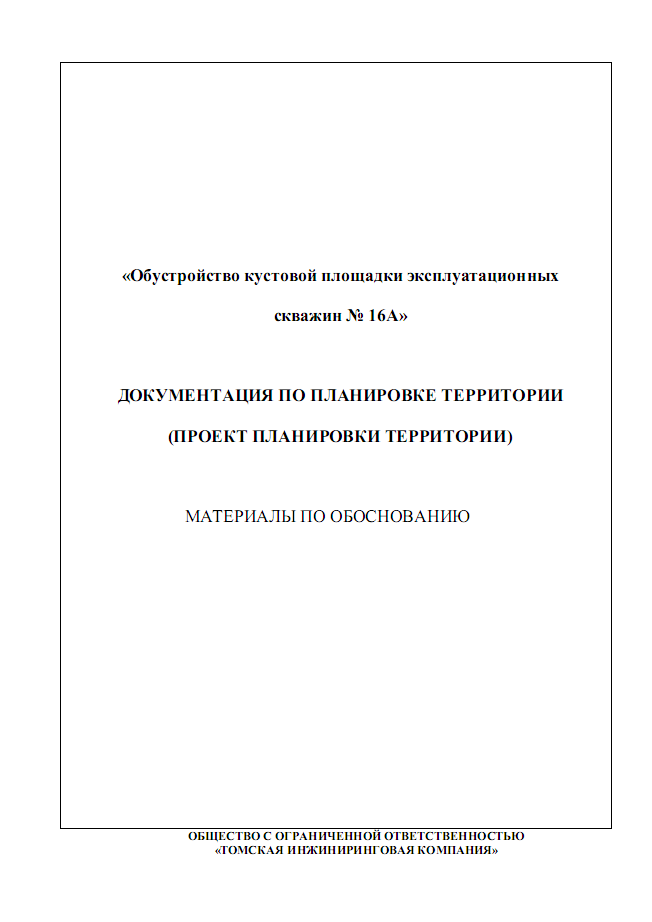 «Обустройство кустовой площадки эксплуатационных
скважин № 16А»
ДОКУМЕНТАЦИЯ ПО ПЛАНИРОВКЕ ТЕРРИТОРИИ
(ПРОЕКТ ПЛАНИРОВКИ ТЕРРИТОРИИ)
МАТЕРИАЛЫ ПО ОБОСНОВАНИЮ
ОБЩЕСТВО С ОГРАНИЧЕННОЙ ОТВЕТСТВЕННОСТЬЮ
«ТОМСКАЯ ИНЖИНИРИНГОВАЯ КОМПАНИЯ»